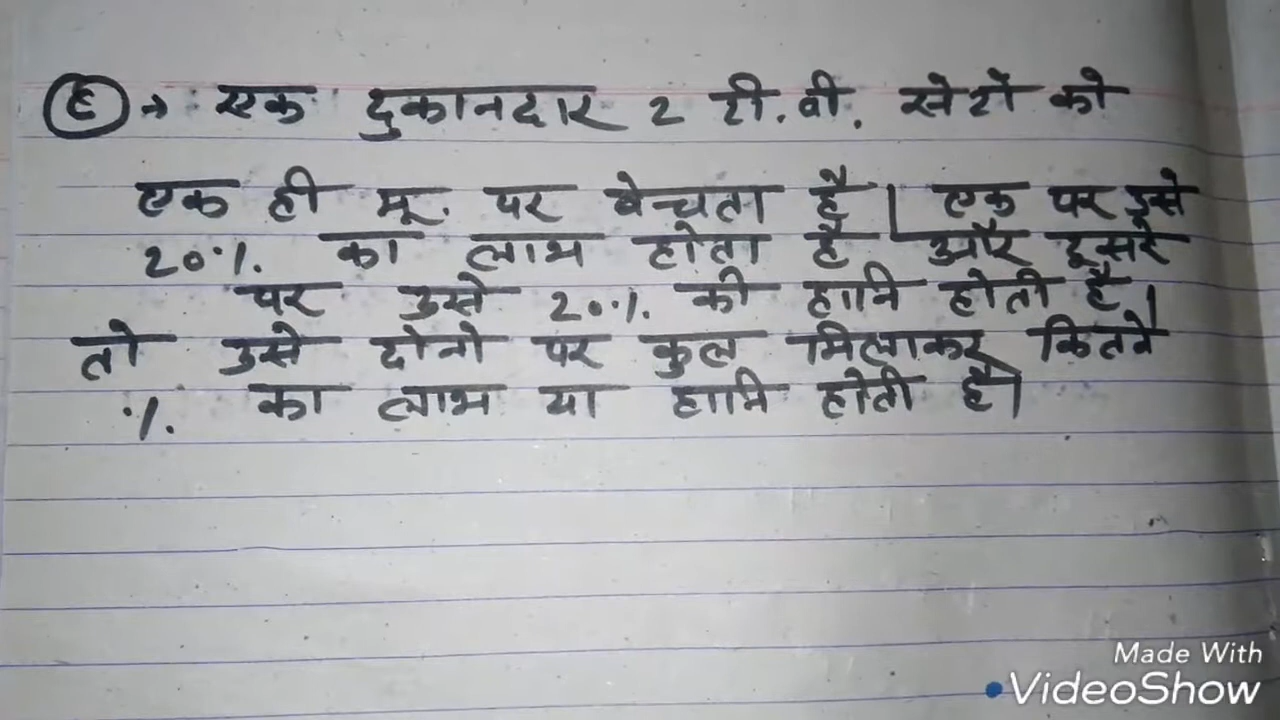 ६ → एक दुकानदार 2 टी.वी. सेटों को
एक ही मू. पर बेचता है। एक पर इसे
20%. का लाभ होता है और दूसरे
पर उसे 20%. की हानि होती है।
तो उसे दोनो पर कुल मिलाकर कितने
%. का लाभ या हानि होती है।
Made With
VideoShow